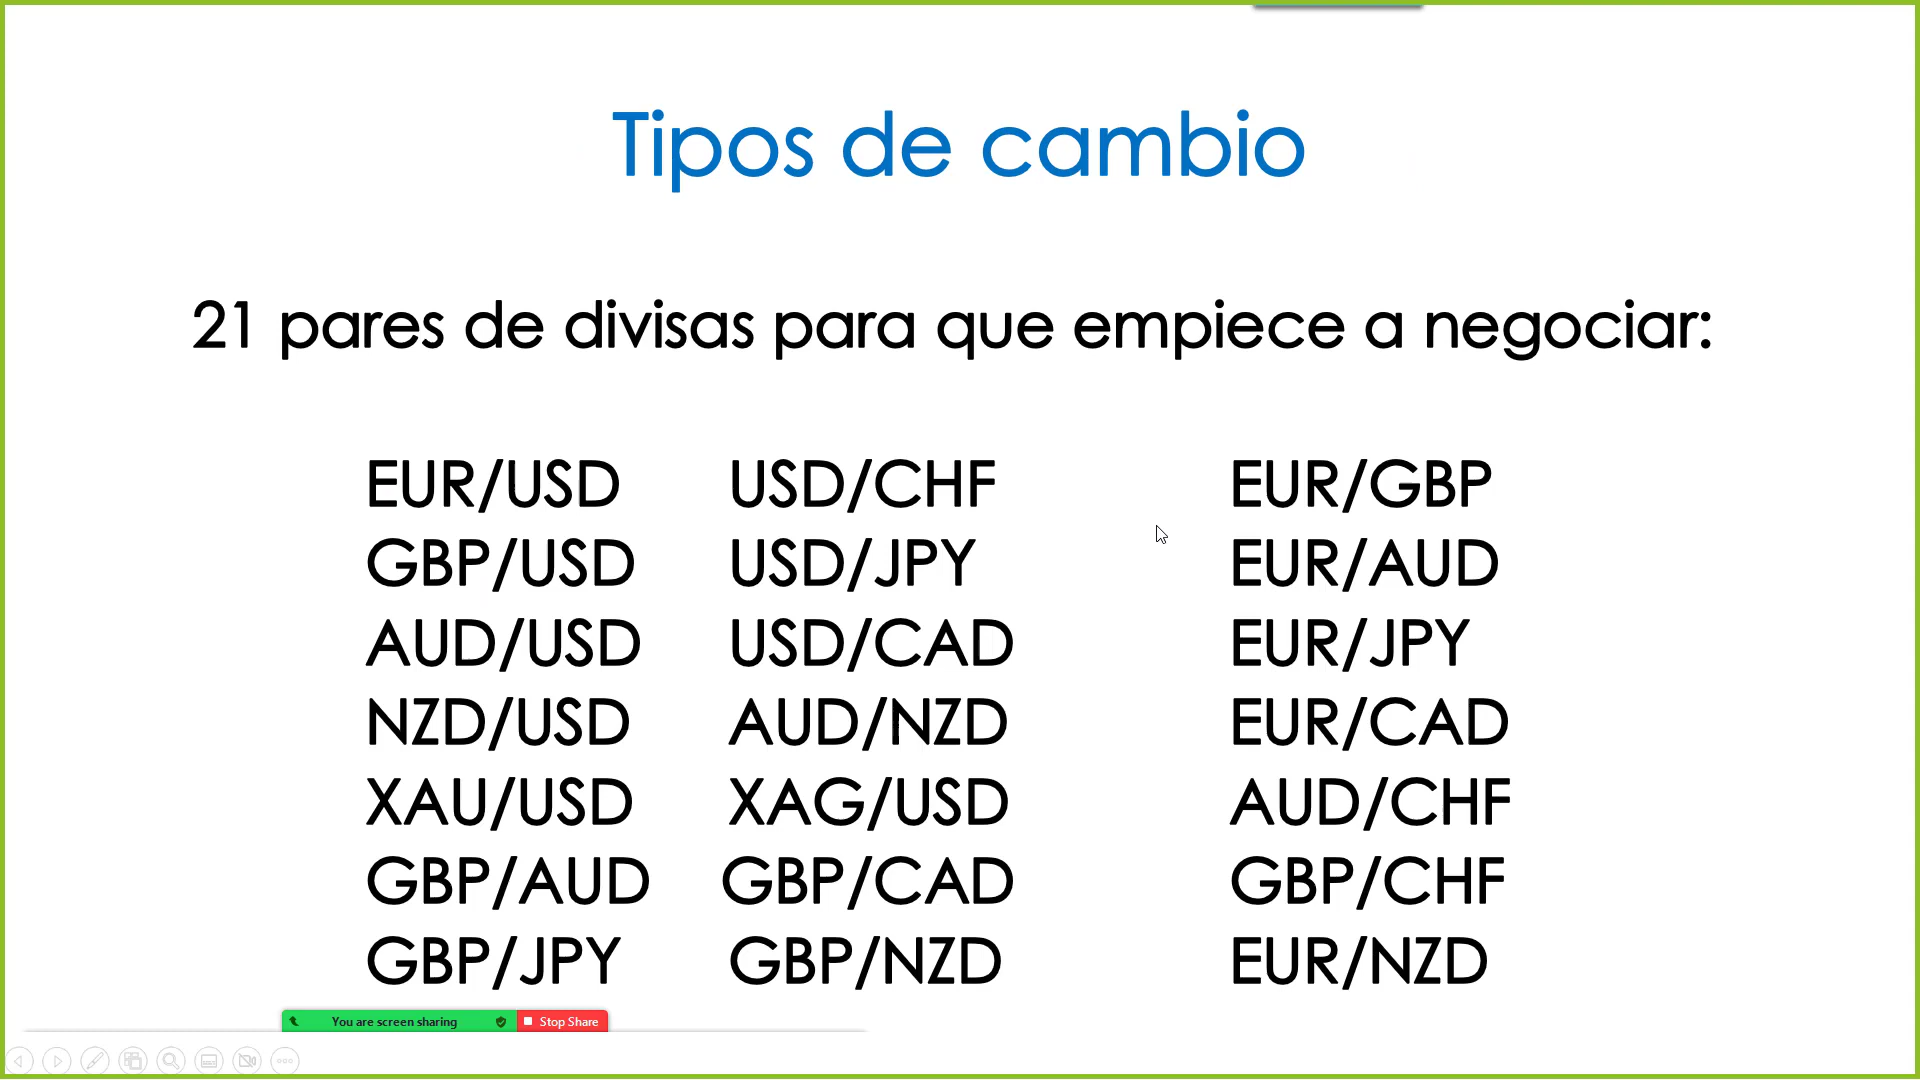 Tipos de cambio
21 pares de divisas para que empiece a negociar:
EUR/USD USD/CHF EUR/GBP
GBP/USD USD/JPY EUR/AUD
AUD/USD USD/CAD EUR/JPY
NZD/USD AUD/NZD EUR/CAD
XAU/USD XAG/USD AUD/CHF
GBP/AUD GBP/CAD GBP/CHF
GBP/JPY GBP/NZD EUR/NZD
You are screen sharing Stop Share